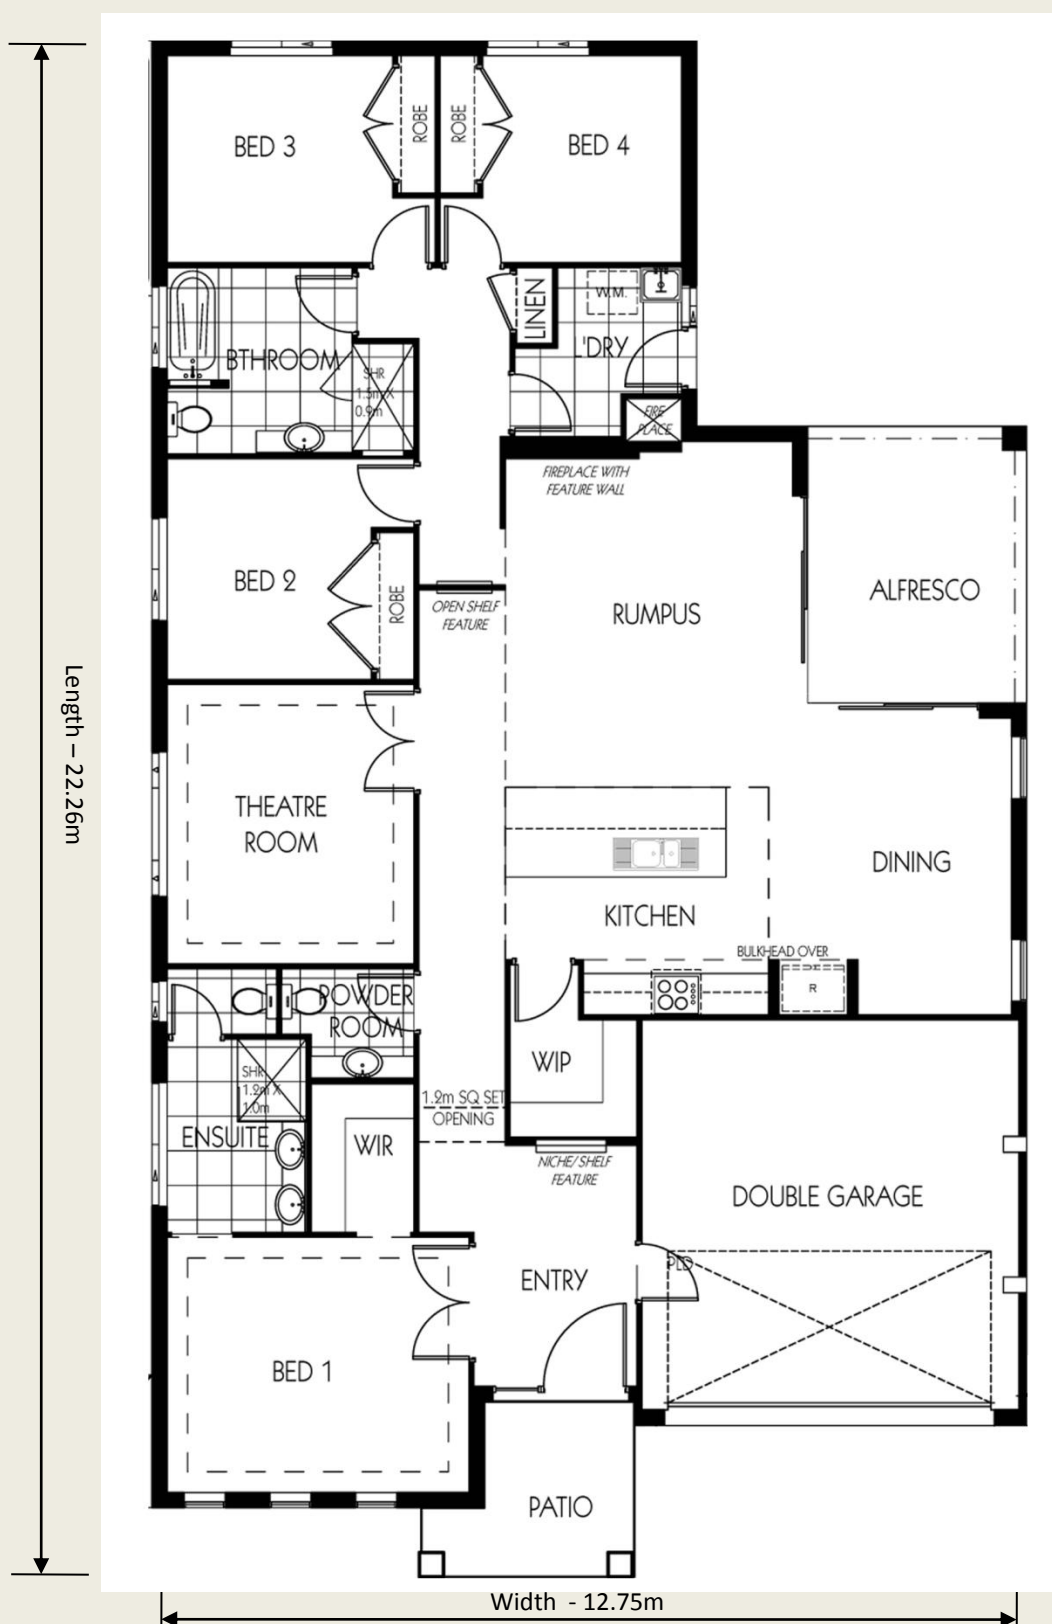 BED 3
ROBE
ROBE
BED 4
BTHROOM
SHR
1.5m X
0.9m
LINEN
W.M.
L'DRY
FIRE
PLACE
FIREPLACE WITH
FEATURE WALL
BED 2
ROBE
OPEN SHELF
FEATURE
RUMPUS
ALFRESCO
Length – 22.26m
THEATRE
ROOM
KITCHEN
DINING
BULKHEAD OVER
R
POWDER
ROOM
WIP
SHR
1.2m X
1.0m
ENSUITE
WIR
1.2m SQ SET
OPENING
NICHE/ SHELF
FEATURE
DOUBLE GARAGE
PLD
ENTRY
BED 1
PATIO
Width - 12.75m